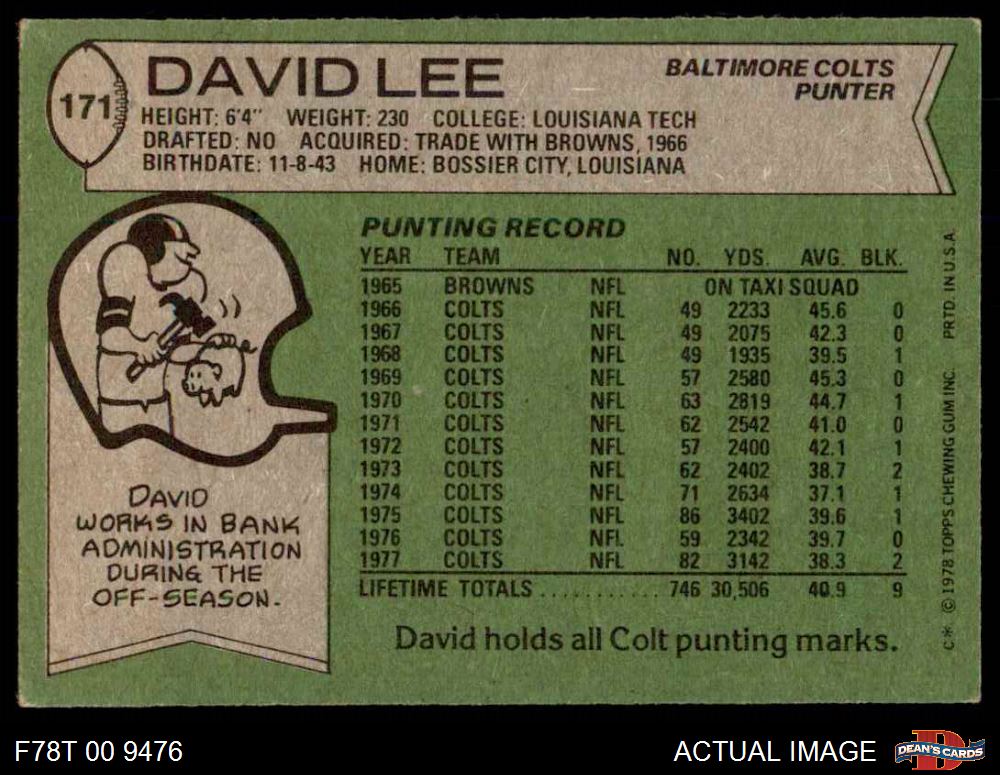 171
DAVID LEE
BALTIMORE COLTS
PUNTER
HEIGHT: 6'4" WEIGHT: 230 COLLEGE: LOUISIANA TECH
DRAFTED: NO ACQUIRED: TRADE WITH BROWNS, 1966
BIRTHDATE: 11-8-43 HOME: BOSSIER CITY, LOUISIANA
PUNTING RECORD
YEAR TEAM NO. YDS. AVG. BLK.
1965 BROWNS NFL ON TAXI SQUAD
1966 COLTS NFL 49 2233 45.6 0
1967 COLTS NFL 49 2075 42.3 0
1968 COLTS NFL 49 1935 39.5 1
1969 COLTS NFL 57 2580 45.3 0
1970 COLTS NFL 63 2819 44.7 1
1971 COLTS NFL 62 2542 41.0 0
1972 COLTS NFL 57 2400 42.1 1
1973 COLTS NFL 62 2402 38.7 2
1974 COLTS NFL 71 2634 37.1 1
1975 COLTS NFL 86 3402 39.6 1
1976 COLTS NFL 59 2342 39.7 0
1977 COLTS NFL 82 3142 38.3 2
LIFETIME TOTALS ........... 746 30,506 40.9 9
David holds all Colt punting marks.
DAVID
WORKS IN BANK
ADMINISTRATION
DURING THE
OFF-SEASON.
C* © 1978 TOPPS CHEWING GUM INC. PRTD. IN U.S.A.
F78T 00 9476
ACTUAL IMAGE
DEAN'S CARDS